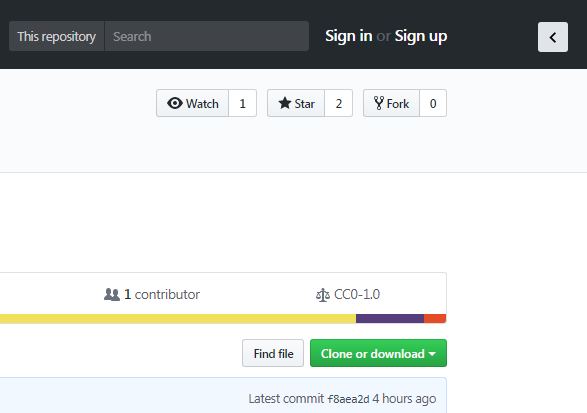 This repository Search Sign in or Sign up
Watch 1 Star 2 Fork 0
1 contributor CC0-1.0
Find file Clone or download
Latest commit f8aea2d 4 hours ago